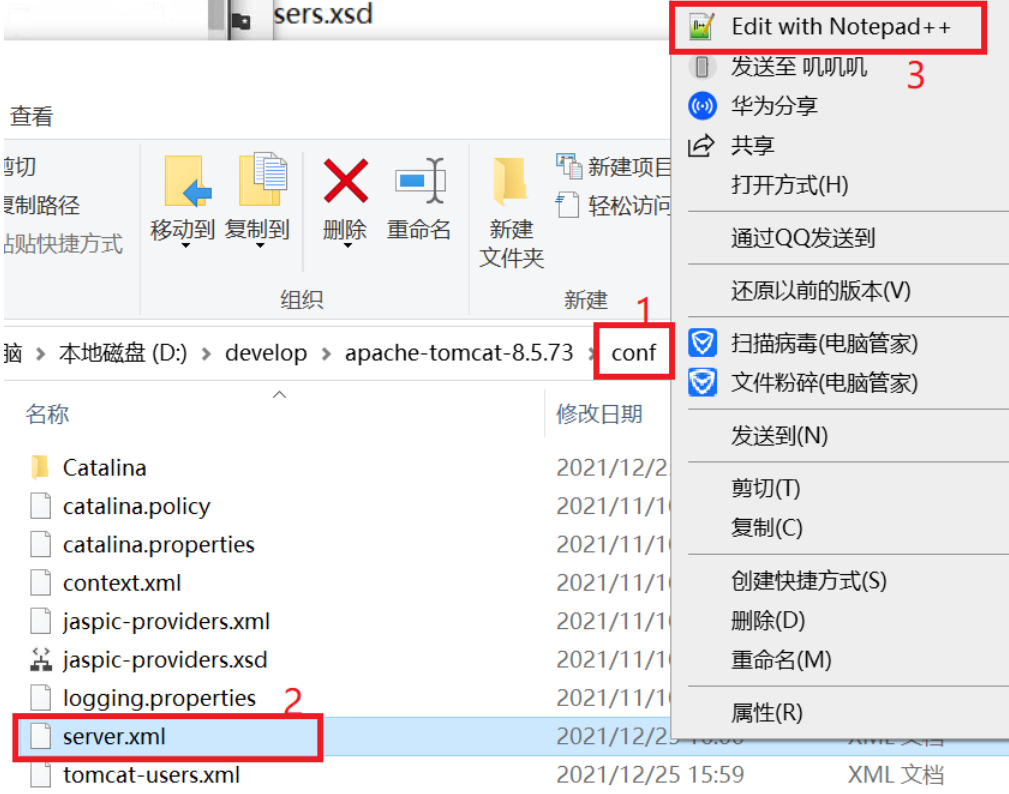 sers.xsd
查看
剪切
复制路径
粘贴快捷方式
移动到
复制到
删除
重命名
新建
文件夹
新建项目
轻松访问
组织
新建
1
脑 > 本地磁盘 (D:) > develop > apache-tomcat-8.5.73 > conf
名称
修改日期
Catalina
2021/12/2
catalina.policy
2021/11/1
catalina.properties
2021/11/1
context.xml
2021/11/1
jaspic-providers.xml
2021/11/1
jaspic-providers.xsd
2021/11/1
logging.properties
2021/11/1
2
server.xml
2021/12/25
XML 文档
tomcat-users.xml
2021/12/25 15:59
XML 文档
Edit with Notepad++
3
发送至 叽叽叽
华为分享
共享
打开方式(H)
通过QQ发送到
还原以前的版本(V)
扫描病毒(电脑管家)
文件粉碎(电脑管家)
发送到(N)
剪切(T)
复制(C)
创建快捷方式(S)
删除(D)
重命名(M)
属性(R)